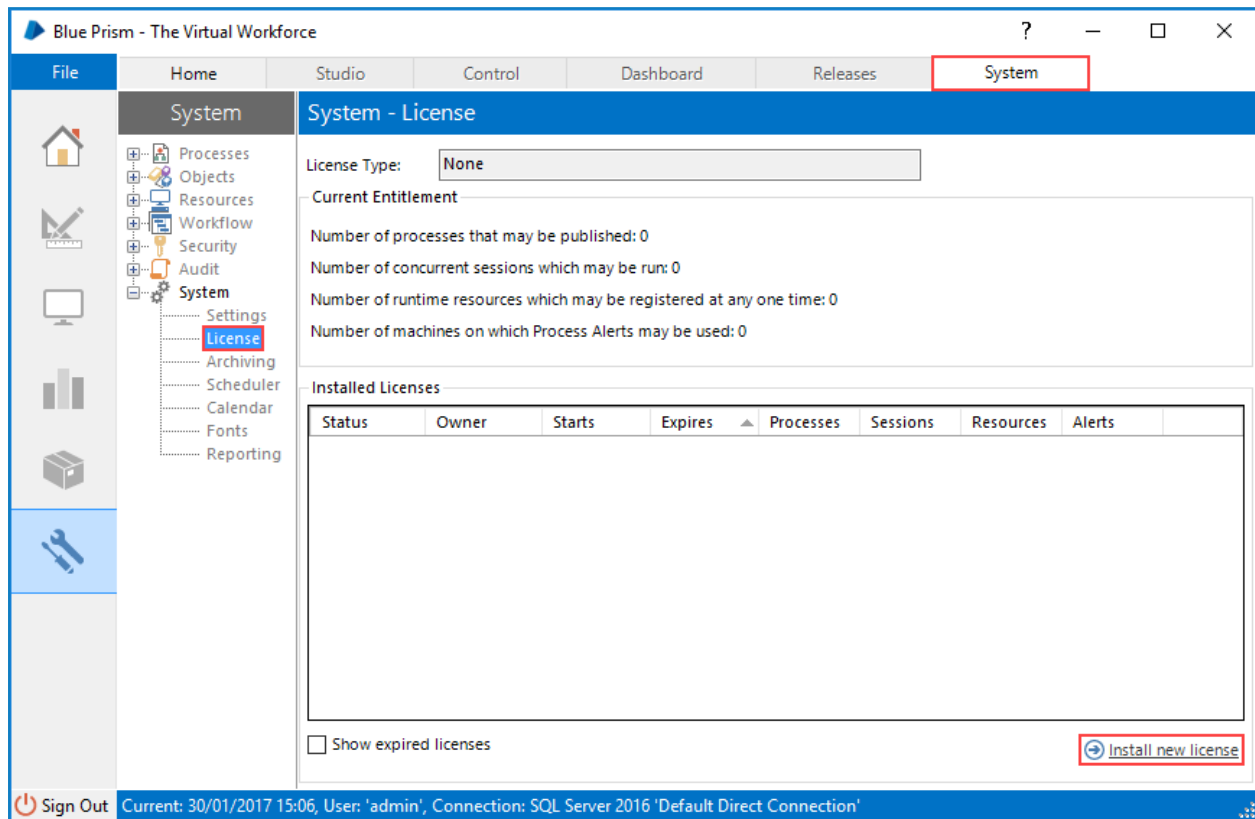 Blue Prism - The Virtual Workforce ?
File Home Studio Control Dashboard Releases System
System
System - License
Processes
Objects
Resources
Workflow
Security
Audit
System
Settings
License
Archiving
Scheduler
Calendar
Fonts
Reporting
License Type: None
Current Entitlement
Number of processes that may be published: 0
Number of concurrent sessions which may be run: 0
Number of runtime resources which may be registered at any one time: 0
Number of machines on which Process Alerts may be used: 0
Installed Licenses
Status Owner Starts Expires Processes Sessions Resources Alerts
Show expired licenses
Install new license
Sign Out Current: 30/01/2017 15:06, User: 'admin', Connection: SQL Server 2016 'Default Direct Connection'